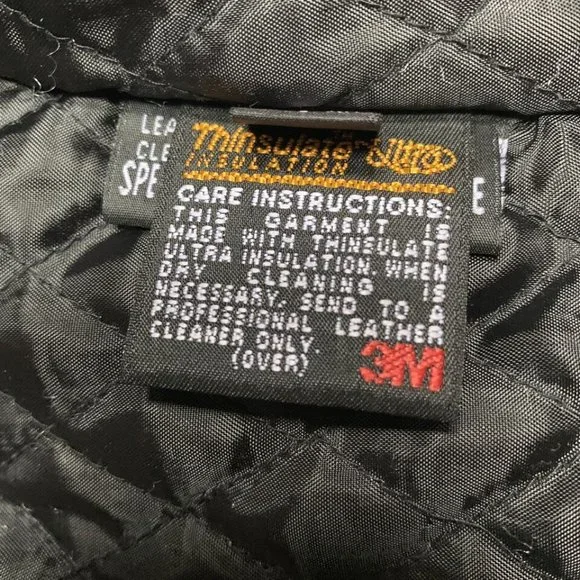 LEA
CLE
SPE
E
Thinsulate™ Ultra
INSULATION
CARE INSTRUCTIONS:
THIS GARMENT IS
MADE WITH THINSULATE
ULTRA INSULATION. WHEN
DRY CLEANING IS
NECESSARY, SEND TO A
PROFESSIONAL LEATHER
CLEANER ONLY.
(OVER)
3M